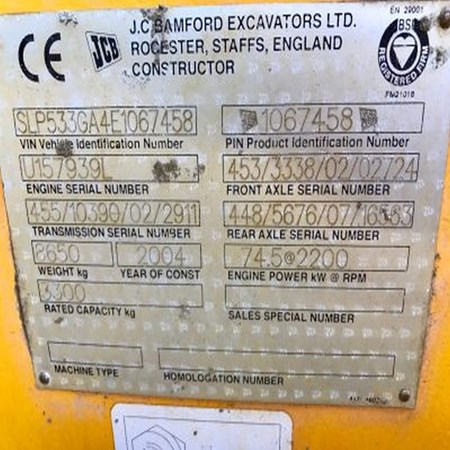 CE JCB J.C BAMFORD EXCAVATORS LTD.
ROCESTER, STAFFS, ENGLAND
CONSTRUCTOR
EN 29001
BSI
REGISTERED FIRM
FM21016
SLP533GA4E1067458 1067458
VIN Vehicle Identification Number PIN Product Identification Number
U157939L 453/3338/02/02724
ENGINE SERIAL NUMBER FRONT AXLE SERIAL NUMBER
455/10390/02/2911 448/5676/07/16563
TRANSMISSION SERIAL NUMBER REAR AXLE SERIAL NUMBER
8650 2004 74.5@2200
WEIGHT kg YEAR OF CONST ENGINE POWER kW @ RPM
3300
RATED CAPACITY kg SALES SPECIAL NUMBER
MACHINE TYPE HOMOLOGATION NUMBER